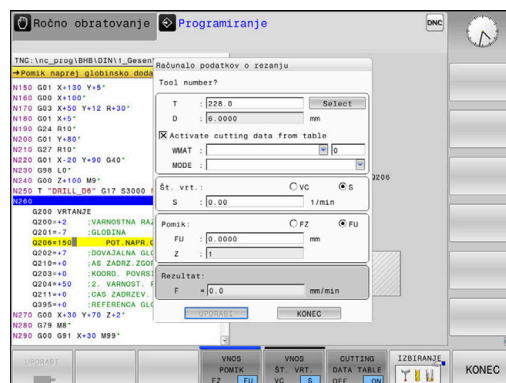 Ročno obratovanje
Programiranje
DNC
TNC:\nc_prog\BHB\DIN\1_Gesen
→Pomik naprej globinsko doda
N150 G01 X+130 Y+5*
N160 G00 X+100*
N170 G03 X+50 Y+12 R+30*
N180 G01 X+5*
N190 G24 R10*
N200 G01 Y+80*
N210 G27 R10*
N220 G01 X-20 Y+90 G40*
N230 G98 L0*
N240 G00 Z+100 M9*
N250 T "DRILL_D6" G17 S3000
N260
G200 VRTANJE
Q200=+2 ;VARNOSTNA RAZ
Q201=-7 ;GLOBINA
Q206=150 POT.NAPR.G
Q202=+7 ;DOVAJALNA GL
Q210=+0 ;AS ZADRZ.ZGOR
Q203=+0 ;KOORD. POVRS
Q204=+50 ;2. VARNOST. R
Q211=+0 ;CAS ZADRZEV.
Q395=+0 ;REFERENCA GL
N270 G00 X+30 Y+70 Z+2*
N280 G79 M8*
N290 G00 G91 X+30 M99*
Računalo podatkov o rezanju
Tool number?
T : 228.0 Select
D : 6.0000 mm
Activate cutting data from table
WMAT : 0
MODE :
Št. vrt.: VC S
S : 0.00 1/min
Pomik: FZ FU
FU : 0.0000 mm
Z : 1
Rezultat:
F = 0.0 mm/min
UPORABI KONEC
Q206
UPORABI
VNOS POMIK FZ FU
VNOS ŠT. VRT. VC S
CUTTING DATA TABLE OFF ON
IZBIRANJE
KONEC